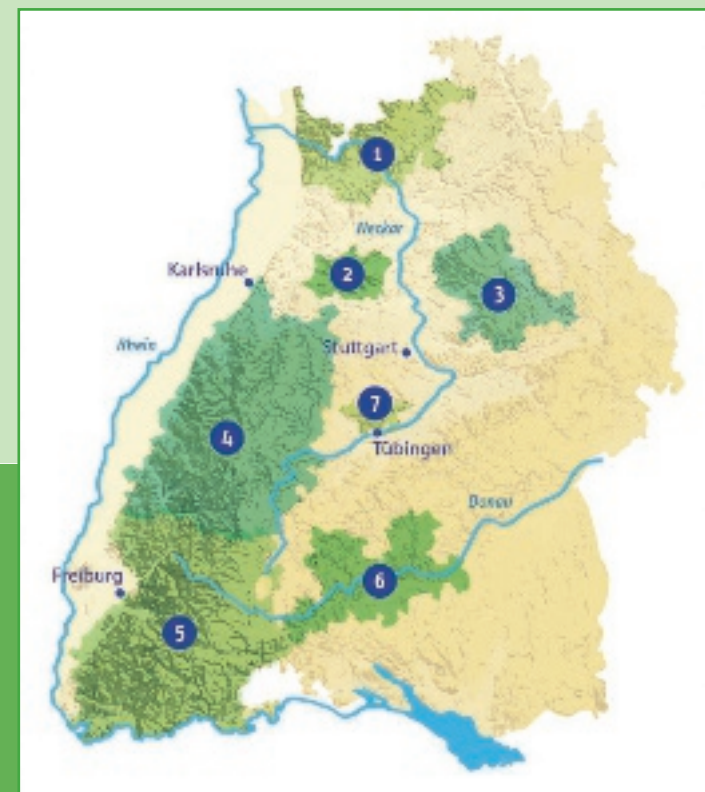 1
Neckar
Karlsruhe
2
3
Rhein
Stuttgart
7
4
Tübingen
Donau
Freiburg
6
5